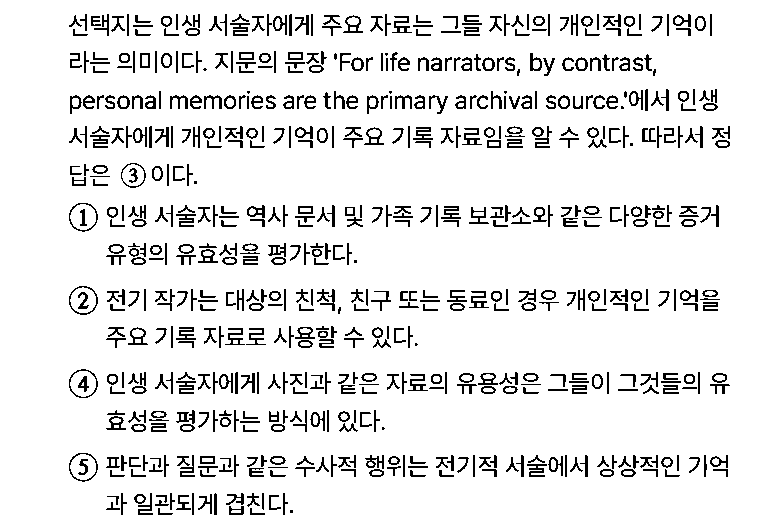 선택지는 인생 서술자에게 주요 자료는 그들 자신의 개인적인 기억이
라는 의미이다. 지문의 문장 'For life narrators, by contrast,
personal memories are the primary archival source.'에서 인생
서술자에게 개인적인 기억이 주요 기록 자료임을 알 수 있다. 따라서 정
답은 ③이다.
① 인생 서술자는 역사 문서 및 가족 기록 보관소와 같은 다양한 증거
유형의 유효성을 평가한다.
② 전기 작가는 대상의 친척, 친구 또는 동료인 경우 개인적인 기억을
주요 기록 자료로 사용할 수 있다.
④ 인생 서술자에게 사진과 같은 자료의 유용성은 그들이 그것들의 유
효성을 평가하는 방식에 있다.
⑤ 판단과 질문과 같은 수사적 행위는 전기적 서술에서 상상적인 기억
과 일관되게 겹친다.